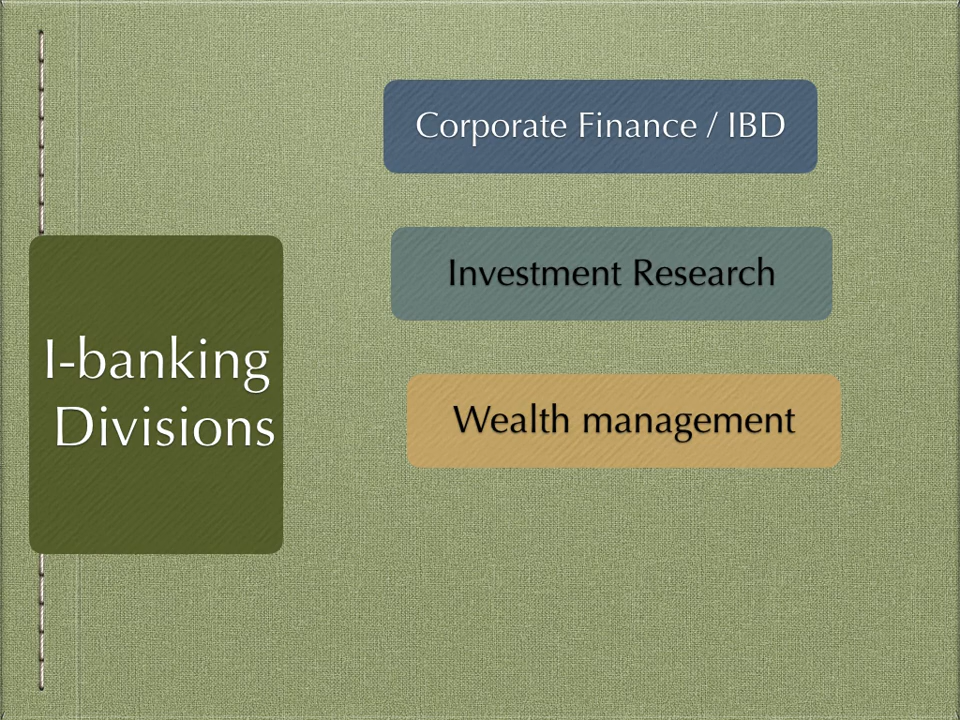 Corporate Finance / IBD
Investment Research
I-banking
Divisions
Wealth management